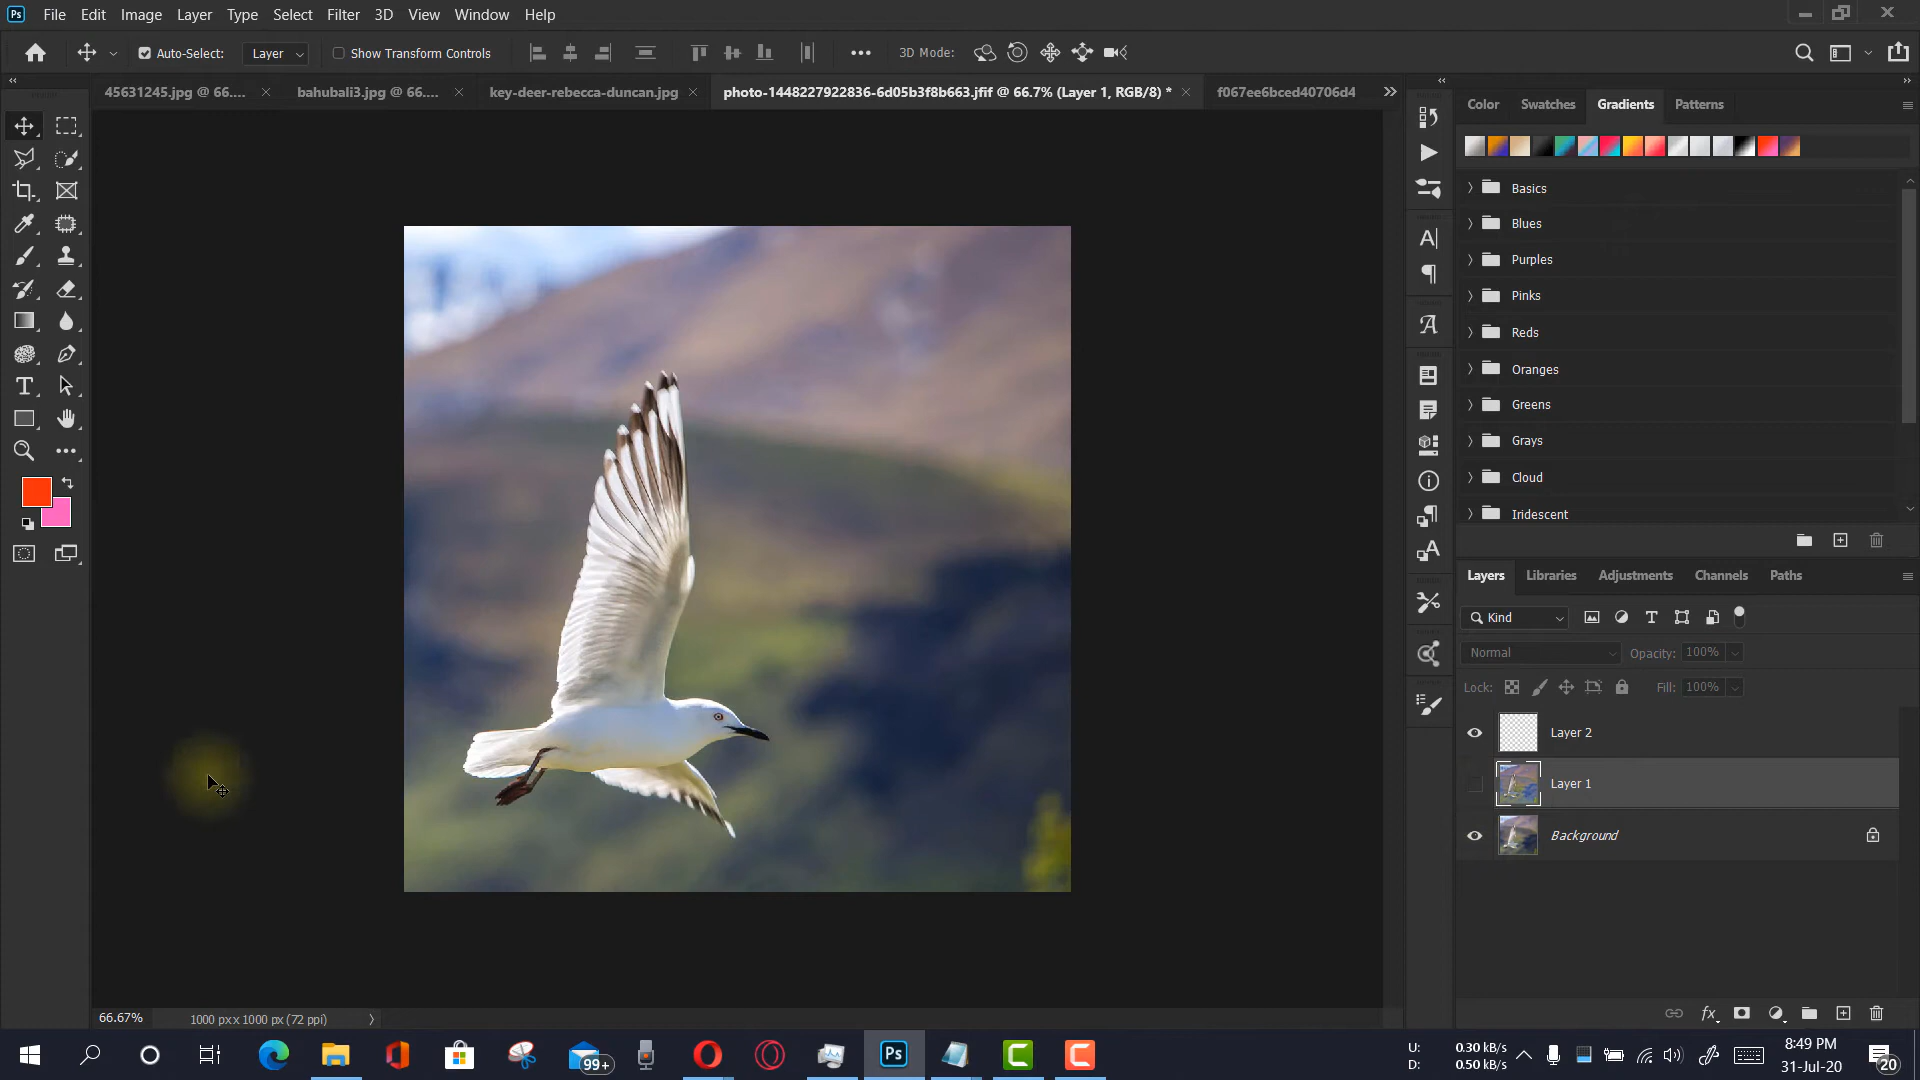 Ps File Edit Image Layer Type Select Filter 3D View Window Help
Auto-Select: Layer Show Transform Controls 3D Mode:
45631245.jpg @ 66.... bahubali3.jpg @ 66.... key-deer-rebecca-duncan.jpg photo-1448227922836-6d05b3f8b663.jfif @ 66.7% (Layer 1, RGB/8) * f067ee6bced40706d4
Color Swatches Gradients Patterns
Basics
Blues
Purples
Pinks
Reds
Oranges
Greens
Grays
Cloud
Iridescent
Layers Libraries Adjustments Channels Paths
Kind
Normal Opacity: 100%
Lock: Fill: 100%
Layer 2
Layer 1
Background
fx
66.67% 1000 px x 1000 px (72 ppi)
99+
Ps
U: 0.30 kB/s
D: 0.50 kB/s
8:49 PM
31-Jul-20
20